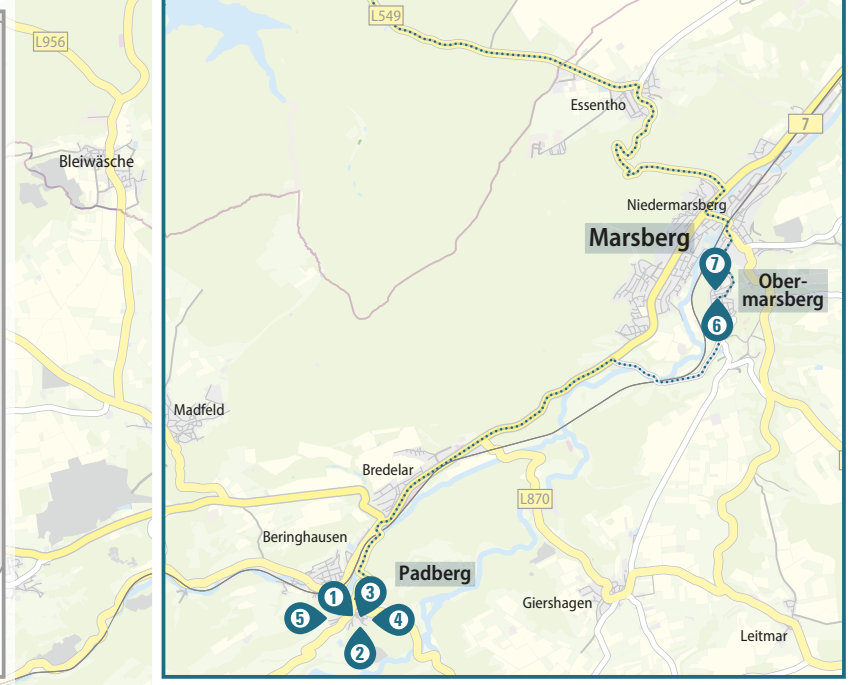 L549
L956
Essentho
7
Bleiwäsche
Niedermarsberg
Marsberg
7
Ober-
marsberg
6
Madfeld
Bredelar
L870
Beringhausen
Padberg
1
3
5
4
2
Giershagen
Leitmar